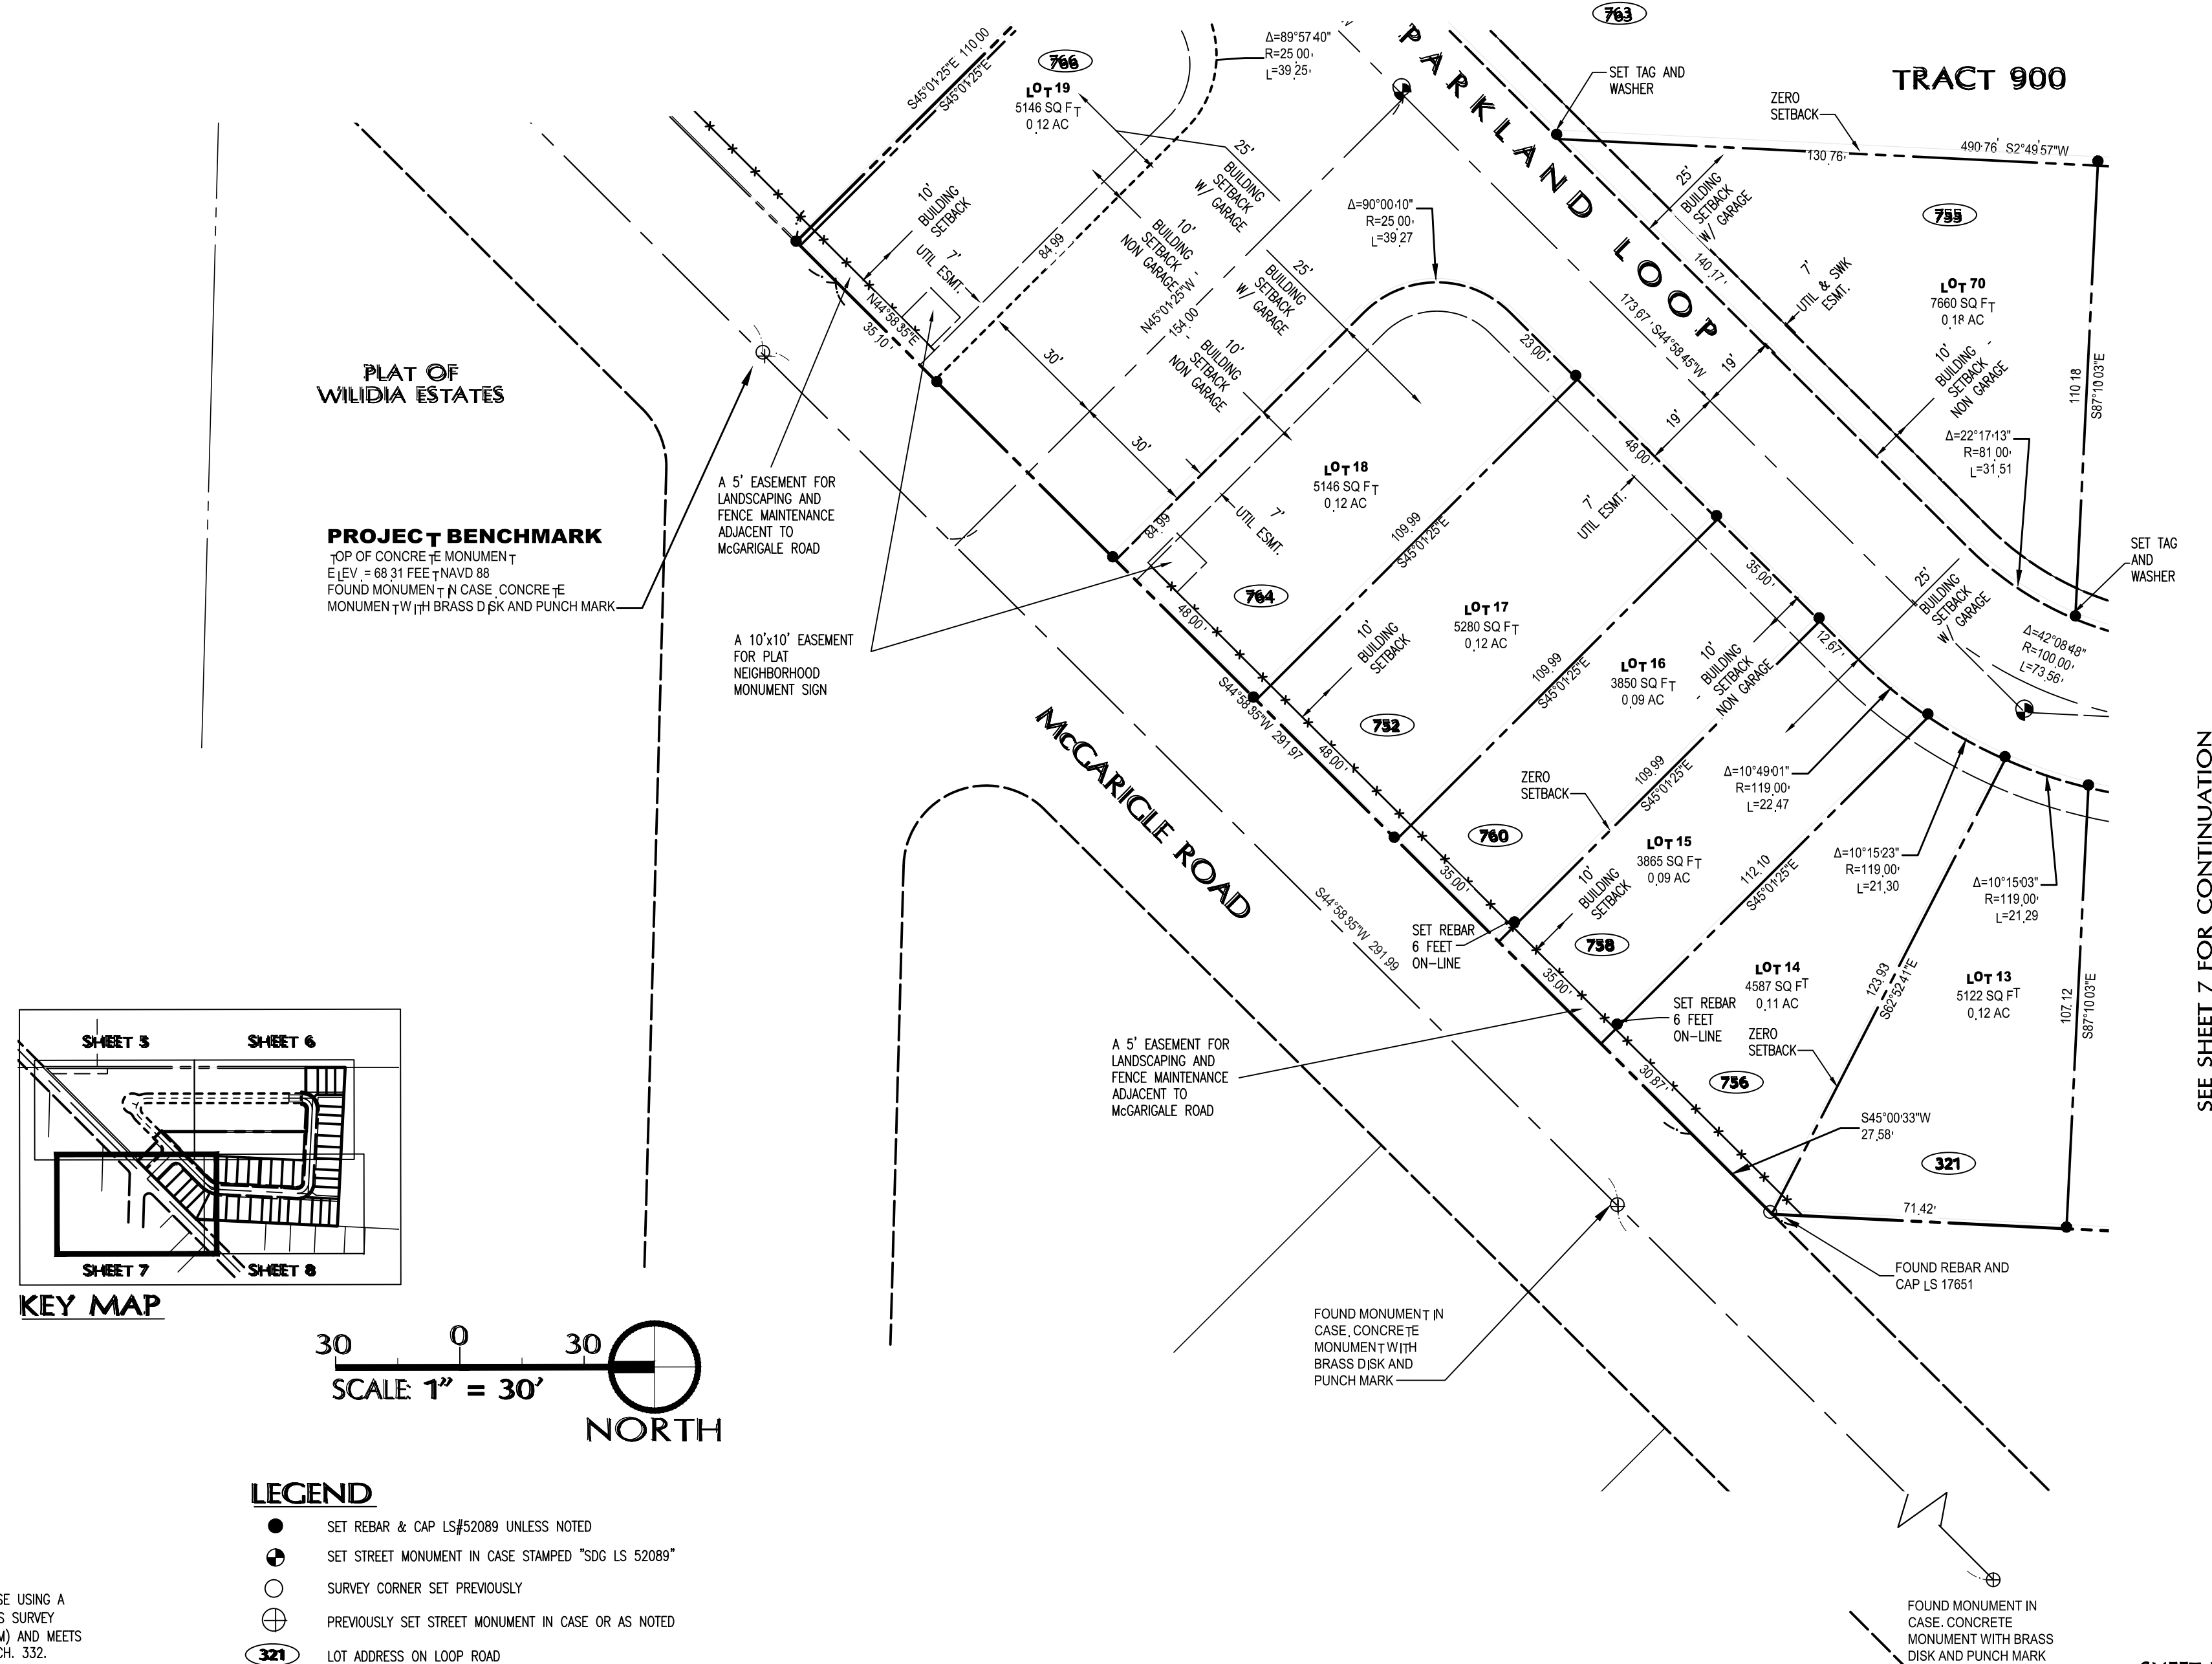 763
TRACT 900
PARKLAND LOOP
SET TAG AND
WASHER
ZERO
SETBACK
490.76' S2°49'57"W
130.76'
Δ=89°57'40"
R=25.00'
L=39.25'
766
LOT 19
5146 SQ FT
0.12 AC
S45°01'25"E 110.00
S45°01'25"E
10'
BUILDING
SETBACK
7'
UTIL ESMT.
84.99
N44°58'35"E
35.10'
25'
BUILDING
SETBACK
W/ GARAGE
10'
BUILDING
SETBACK
NON GARAGE
N45°01'25"W
154.00
25'
BUILDING
SETBACK
W/ GARAGE
10'
BUILDING
SETBACK
NON GARAGE
30'
30'
Δ=90°00'10"
R=25.00'
L=39.27
25'
BUILDING
SETBACK
W/ GARAGE
140.17'
7'
UTIL & SWK
ESMT.
755
LOT 70
7660 SQ FT
0.18 AC
10'
BUILDING
SETBACK
NON GARAGE
110.18
S87°10'03"E
Δ=22°17'13"
R=81.00'
L=31.51
173.67' S44°58'45"W
19'
19'
23.00'
48.00'
PLAT OF
WILIDIA ESTATES
PROJECT BENCHMARK
TOP OF CONCRETE MONUMENT
ELEV. = 68.31 FEET NAVD 88
FOUND MONUMENT IN CASE, CONCRETE
MONUMENT WITH BRASS DISK AND PUNCH MARK
A 5' EASEMENT FOR
LANDSCAPING AND
FENCE MAINTENANCE
ADJACENT TO
McGARIGALE ROAD
A 10'x10' EASEMENT
FOR PLAT
NEIGHBORHOOD
MONUMENT SIGN
LOT 18
5146 SQ FT
0.12 AC
84.99
7'
UTIL ESMT.
764
48.00'
109.99
S45°01'25"E
7'
UTIL ESMT.
LOT 17
5280 SQ FT
0.12 AC
10'
BUILDING
SETBACK
752
48.00'
S44°58'35"W 291.97
109.99
S45°01'25"E
35.00'
LOT 16
3850 SQ FT
0.09 AC
10'
BUILDING
SETBACK
NON GARAGE
12.67'
25'
BUILDING
SETBACK
W/ GARAGE
SET TAG
AND
WASHER
Δ=42°08'48"
R=100.00'
L=73.56'
McGARIGLE ROAD
ZERO
SETBACK
109.99
S45°01'25"E
Δ=10°49'01"
R=119.00'
L=22.47
760
35.00'
LOT 15
3865 SQ FT
0.09 AC
10'
BUILDING
SETBACK
112.10
S45°01'25"E
Δ=10°15'23"
R=119.00'
L=21.30
Δ=10°15'03"
R=119.00'
L=21.29
SET REBAR
6 FEET
ON-LINE
758
35.00'
S44°58'35"W 291.99
LOT 14
4587 SQ FT
0.11 AC
SET REBAR
6 FEET
ON-LINE
ZERO
SETBACK
123.93
S62°52'41"E
LOT 13
5122 SQ FT
0.12 AC
107.12
S87°10'03"E
SEE SHEET 7 FOR CONTINUATION
A 5' EASEMENT FOR
LANDSCAPING AND
FENCE MAINTENANCE
ADJACENT TO
McGARIGALE ROAD
756
30.87'
S45°00'33"W
27.58'
321
71.42'
FOUND REBAR AND
CAP LS 17651
FOUND MONUMENT IN
CASE, CONCRETE
MONUMENT WITH
BRASS DISK AND
PUNCH MARK
SHEET 5
SHEET 6
SHEET 7
SHEET 8
KEY MAP
30 0 30
SCALE: 1" = 30'
NORTH
LEGEND
SET REBAR & CAP LS#52089 UNLESS NOTED
SET STREET MONUMENT IN CASE STAMPED "SDG LS 52089"
SURVEY CORNER SET PREVIOUSLY
PREVIOUSLY SET STREET MONUMENT IN CASE OR AS NOTED
321 LOT ADDRESS ON LOOP ROAD
USING A
SURVEY
AND MEETS
332.
FOUND MONUMENT IN
CASE. CONCRETE
MONUMENT WITH BRASS
DISK AND PUNCH MARK